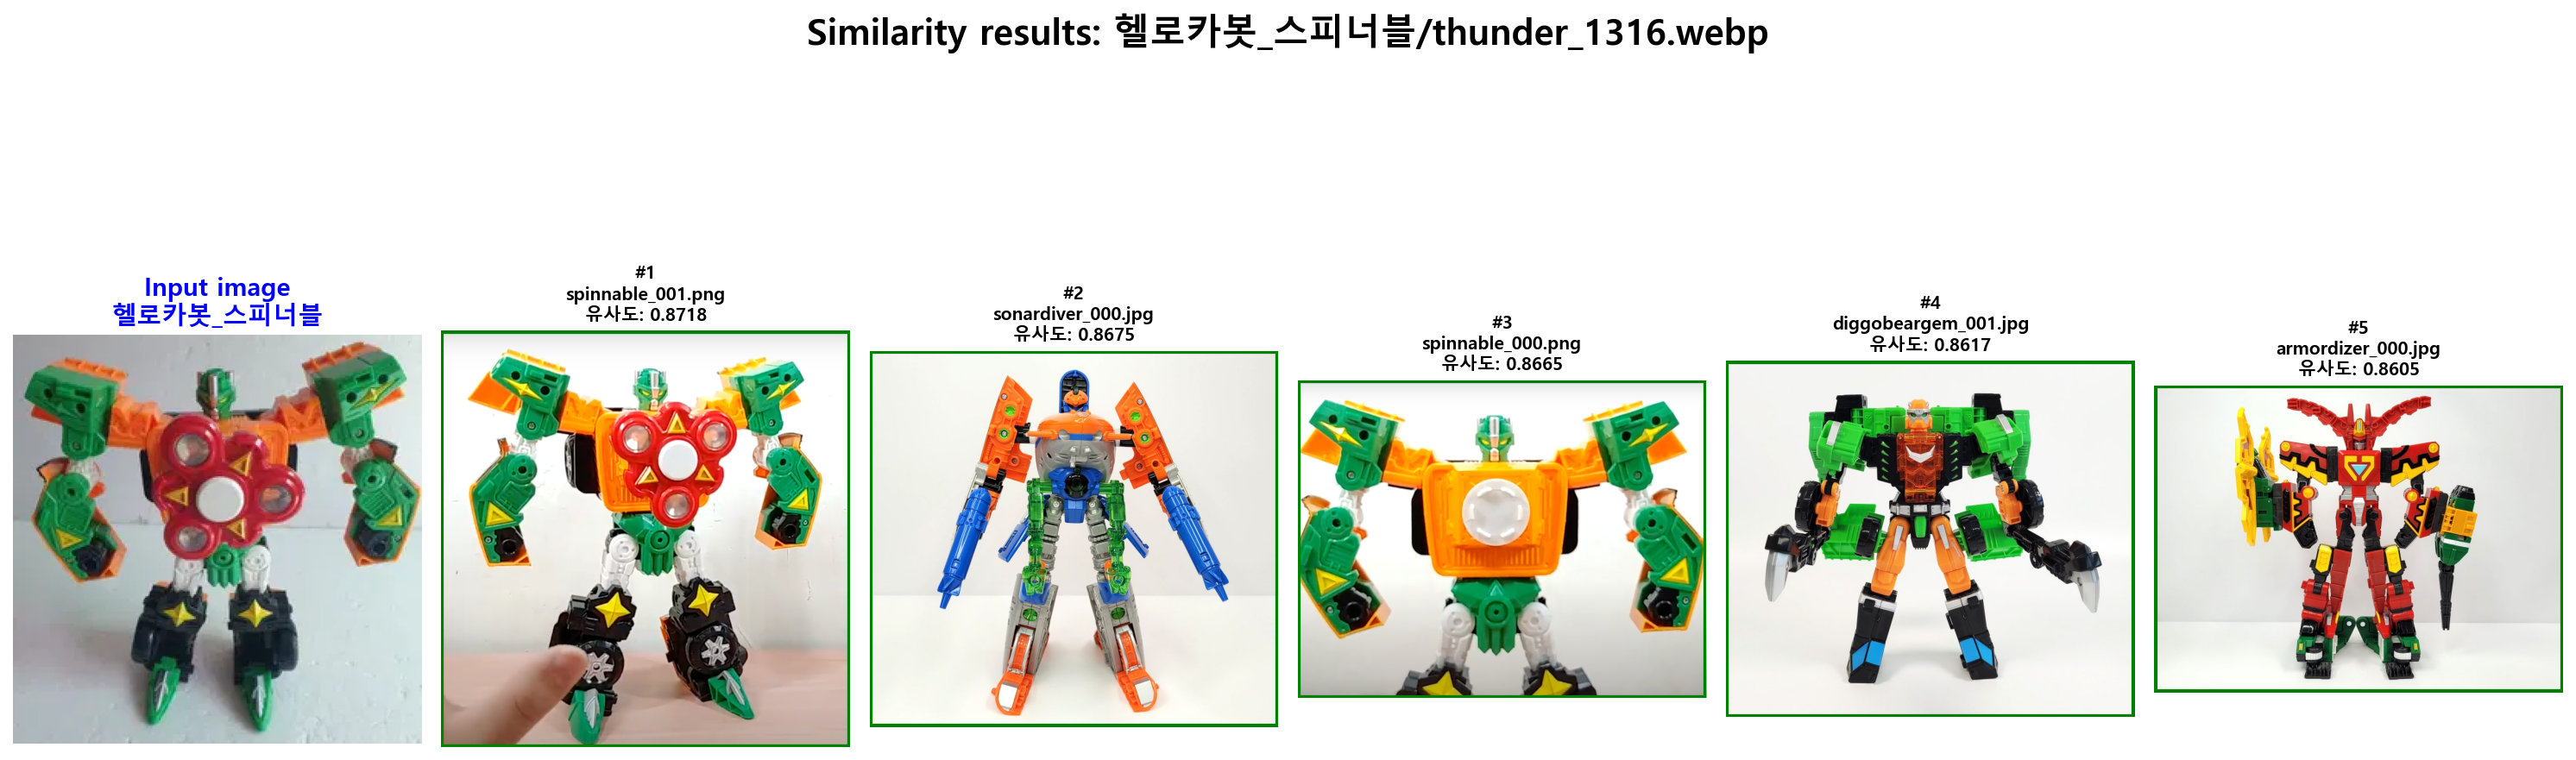 Similarity results: 헬로카봇_스피너블/thunder_1316.webp
Input image
헬로카봇_스피너블
#1
spinnable_001.png
유사도: 0.8718
#2
sonardiver_000.jpg
유사도: 0.8675
#3
spinnable_000.png
유사도: 0.8665
#4
diggobeargem_001.jpg
유사도: 0.8617
#5
armordizer_000.jpg
유사도: 0.8605